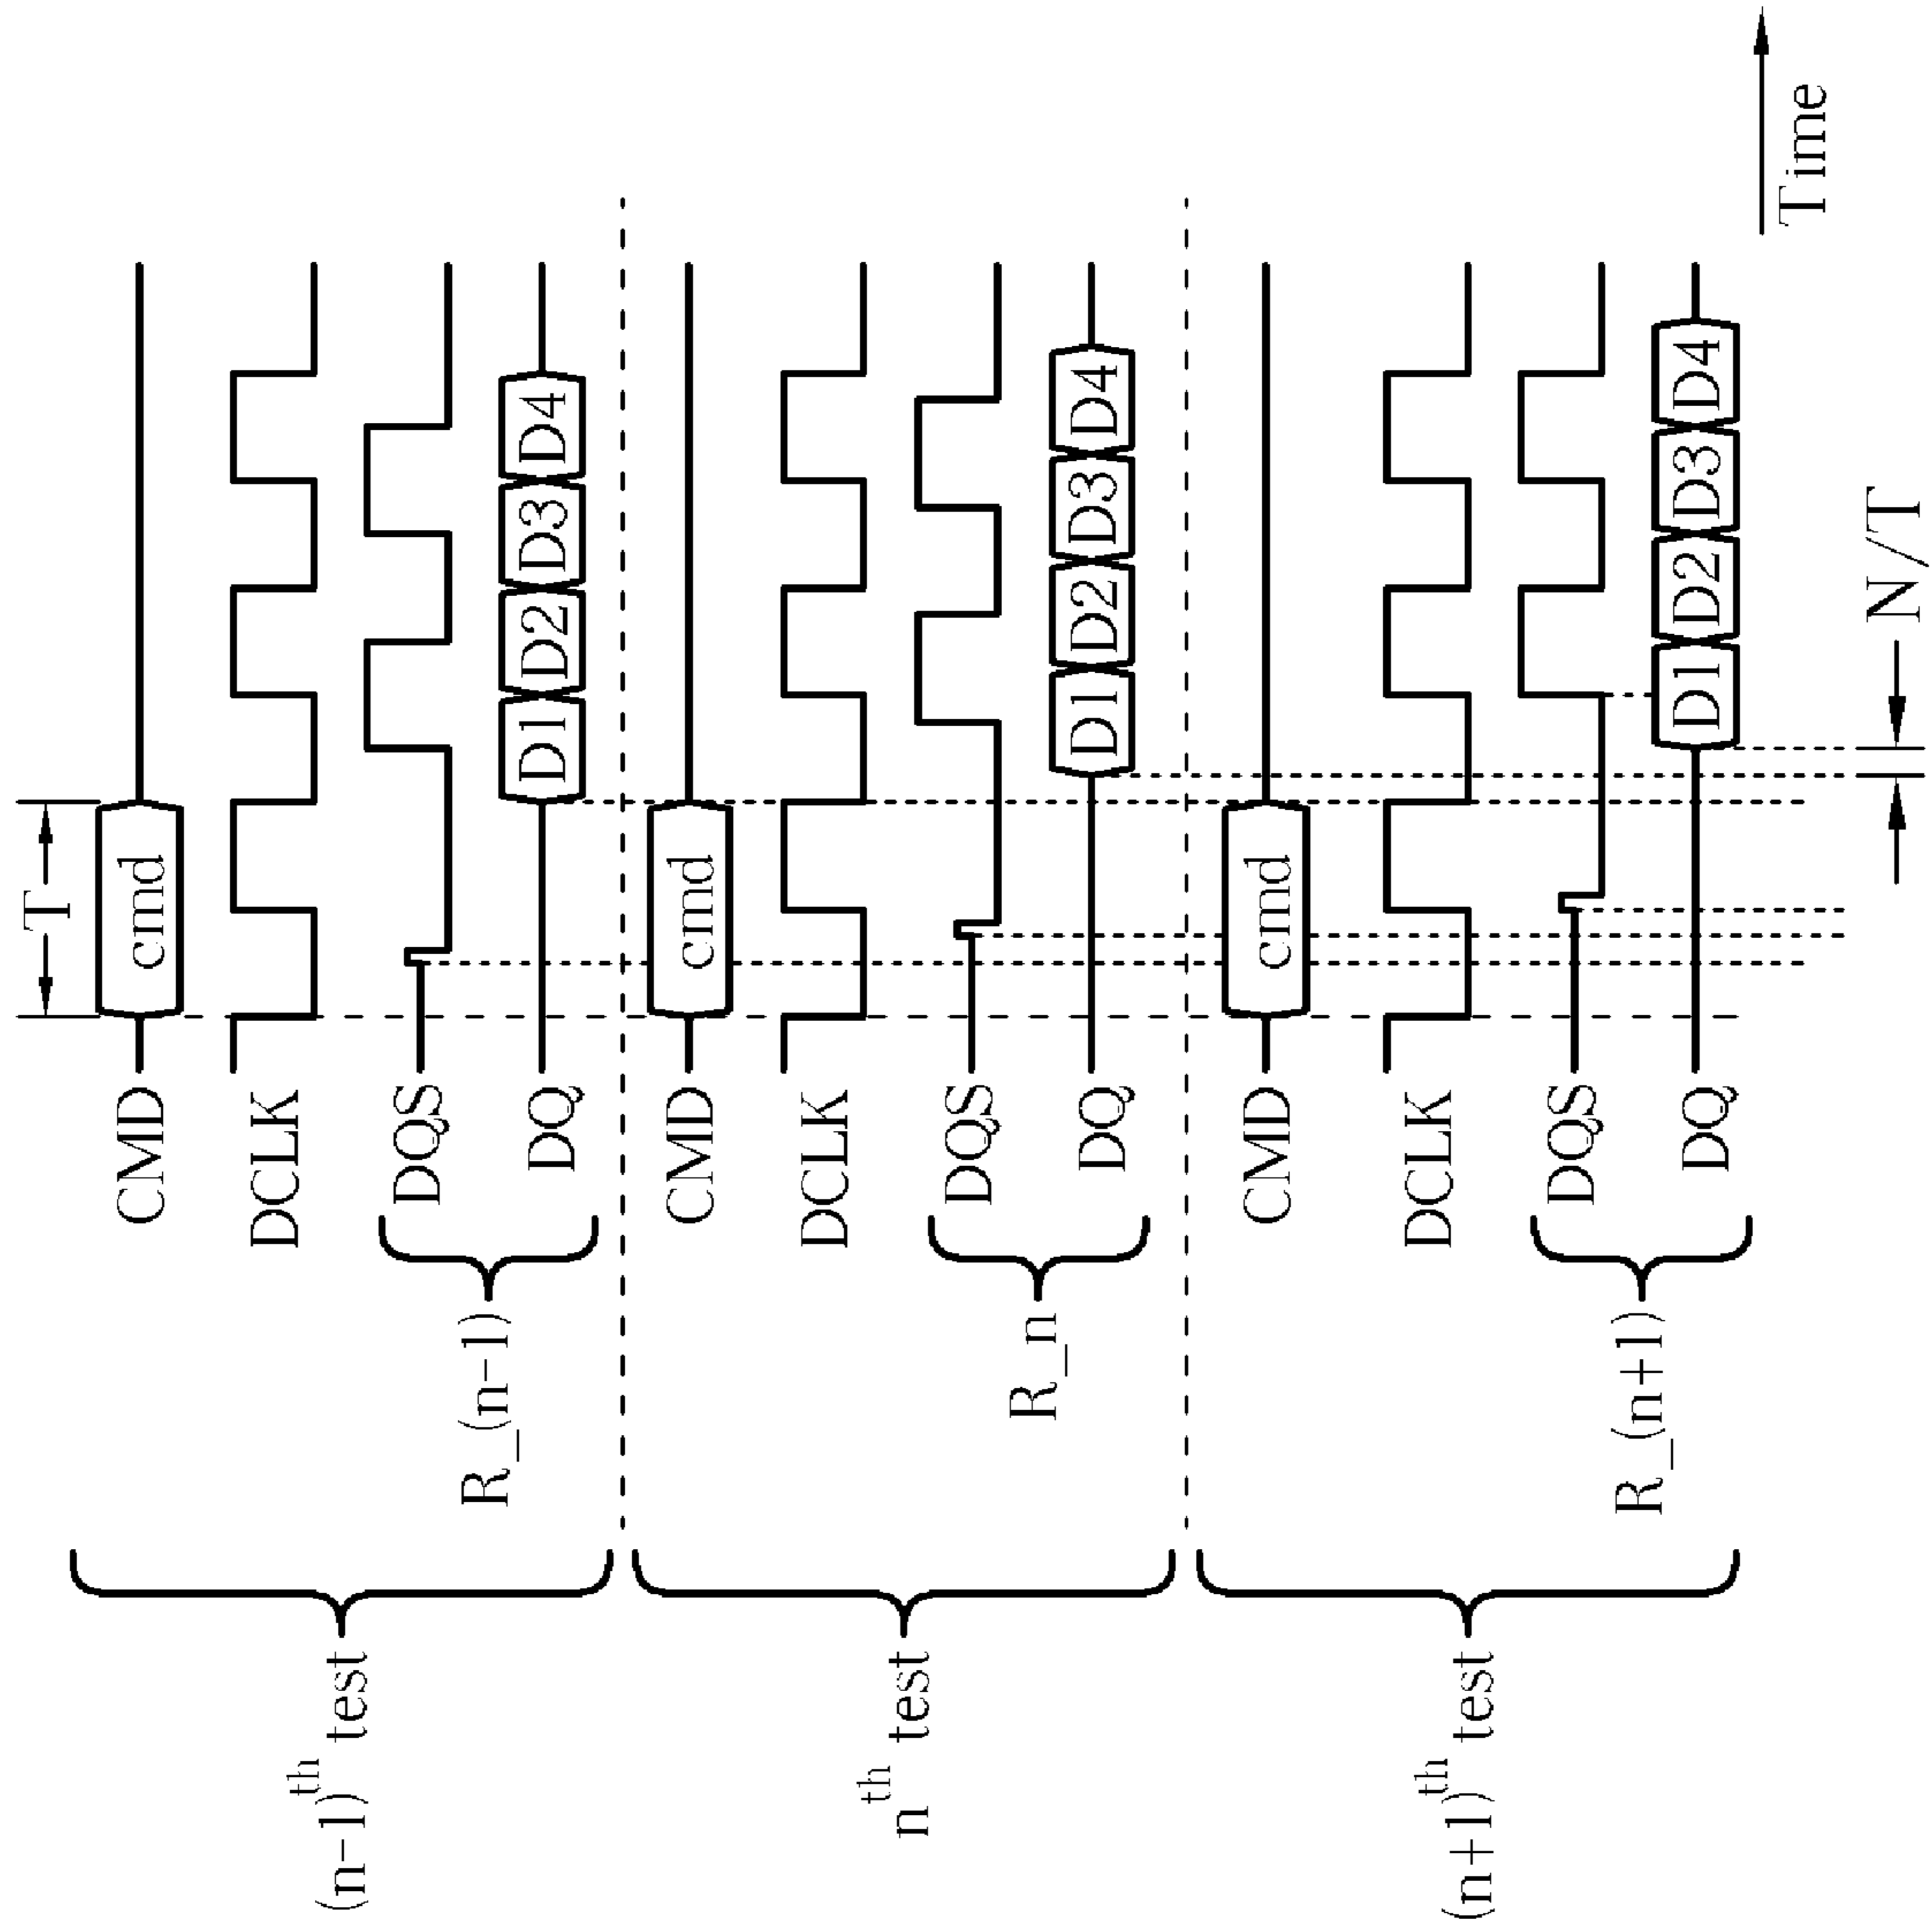 T
CMD
cmd
DCLK
(n-1)th test
R_(n-1)
DQS
DQ
D1
D2
D3
D4
CMD
cmd
DCLK
nth test
R_n
DQS
DQ
D1
D2
D3
D4
CMD
cmd
DCLK
(n+1)th test
R_(n+1)
DQS
DQ
D1
D2
D3
D4
Time
N/T